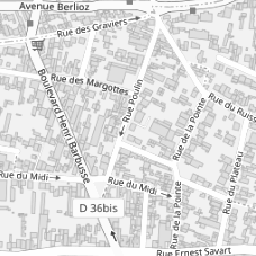 Avenue Berlioz
Rue des Graviers
Rue des Margottes
Boulevard Henri Barbusse
Rue Poulin
Rue de la Pointe
Rue du
Rue du Plateau
Rue du Midi
Rue du Midi
Rue de la Pointe
D 36bis
Rue Ernest Savart